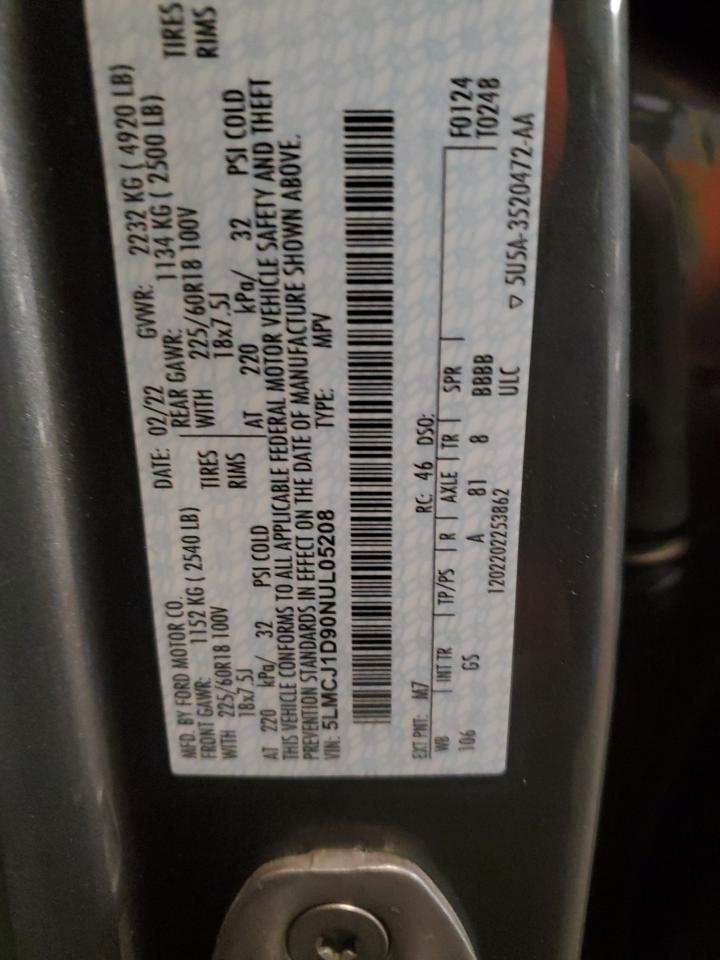 MFD. BY FORD MOTOR CO. DATE: 02/22 GVWR: 2232 KG ( 4920 LB)
FRONT GAWR: 1152 KG ( 2540 LB) REAR GAWR: 1134 KG ( 2500 LB)
WITH 225/60R18 100V TIRES WITH 225/60R18 100V TIRES
18x7.5J RIMS 18x7.5J RIMS
AT 220 kPa/ 32 PSI COLD AT 220 kPa/ 32 PSI COLD
THIS VEHICLE CONFORMS TO ALL APPLICABLE FEDERAL MOTOR VEHICLE SAFETY AND THEFT
PREVENTION STANDARDS IN EFFECT ON THE DATE OF MANUFACTURE SHOWN ABOVE.
VIN: 5LMCJ1D90NUL05208 TYPE: MPV
EXT PNT: M7 RC: 46 DSO:
WB INT TR TP/PS R AXLE TR SPR F0124
106 GS A 81 8 BBBB T0248
1202202253862 ULC
▽ 5U5A-3520472-AA